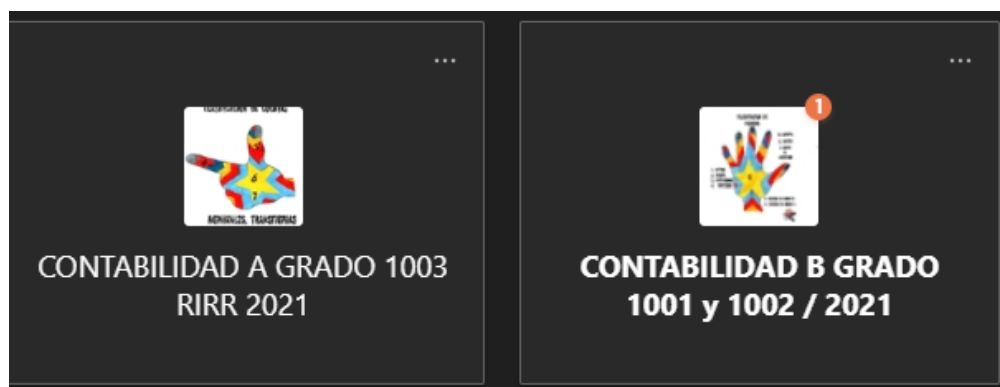 CONTABILIDAD A GRADO 1003
RIRR 2021
1
CONTABILIDAD B GRADO
1001 y 1002 / 2021